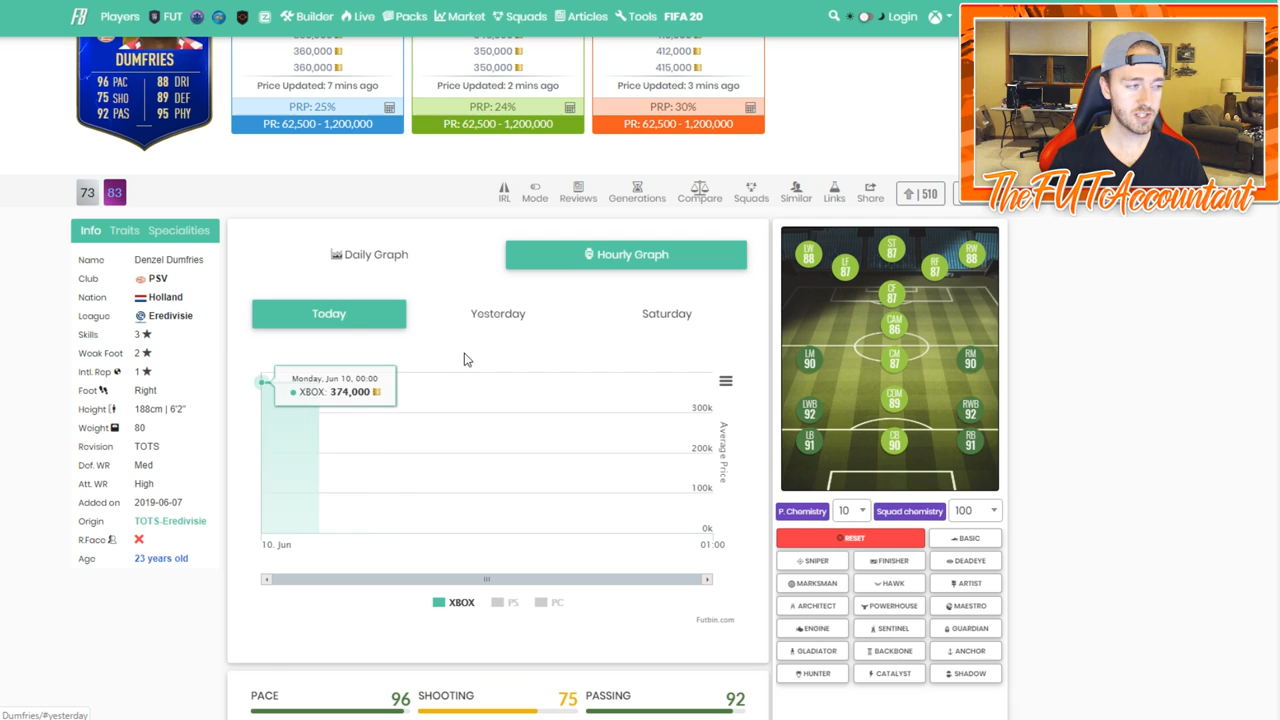 F8 Players FUT Builder Live Packs Market Squads Articles Tools FIFA 20 Login
DUMFRIES
96 PAC 88 DRI
75 SHO 89 DEF
92 PAS 95 PHY
360,000
360,000
Price Updated: 7 mins ago
PRP: 25%
PR: 62,500 - 1,200,000
350,000
350,000
Price Updated: 2 mins ago
PRP: 24%
PR: 62,500 - 1,200,000
412,000
415,000
Price Updated: 3 mins ago
PRP: 30%
PR: 62,500 - 1,200,000
TheFUTAccountant
73 83
IRL Mode Reviews Generations Compare Squads Similar Links Share 510
Info Traits Specialities
Name Denzel Dumfries
Club PSV
Nation Holland
League Eredivisie
Skills 3
Weak Foot 2
Intl. Rep 1
Foot Right
Height 188cm | 6'2"
Weight 80
Revision TOTS
Def. WR Med
Att. WR High
Added on 2019-06-07
Origin TOTS-Eredivisie
R.Face
Age 23 years old
Daily Graph Hourly Graph
Today Yesterday Saturday
Monday, Jun 10, 00:00
XBOX: 374,000
300k
200k
100k
0k
Average Price
10. Jun 01:00
XBOX PS PC
Futbin.com
LW 88
LF 87
ST 87
RF 87
RW 88
CF 87
CAM 86
LM 90
CM 87
RM 90
CDM 89
LWB 92
RWB 92
LB 91
CB 90
RB 91
P. Chemistry 10 Squad chemistry 100
RESET BASIC
SNIPER FINISHER DEADEYE
MARKSMAN HAWK ARTIST
ARCHITECT POWERHOUSE MAESTRO
ENGINE SENTINEL GUARDIAN
GLADIATOR BACKBONE ANCHOR
HUNTER CATALYST SHADOW
PACE 96 SHOOTING 75 PASSING 92
Dumfries/#yesterday